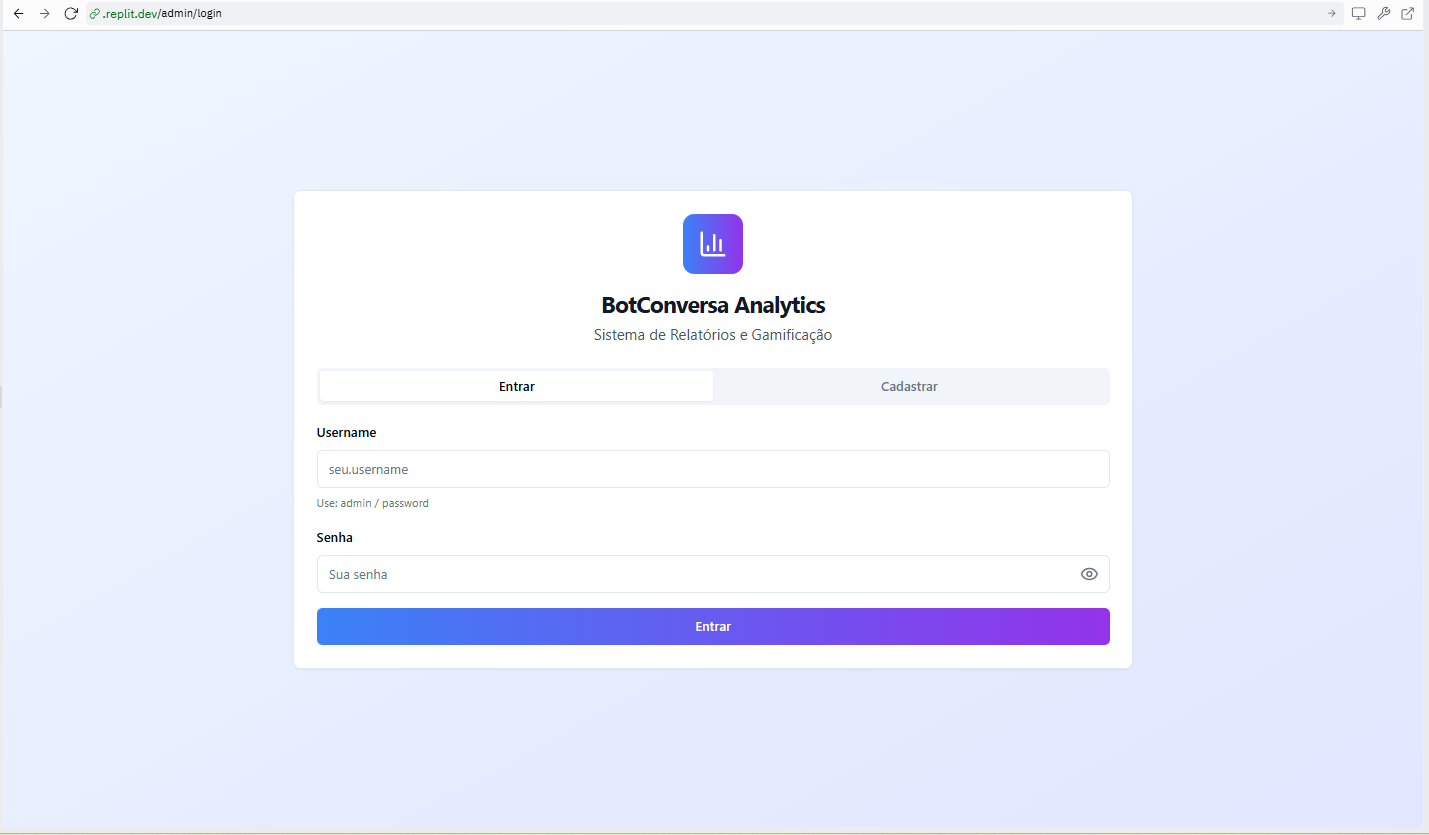 .replit.dev/admin/login
BotConversa Analytics
Sistema de Relatórios e Gamificação
Entrar
Cadastrar
Username
seu.username
Use: admin / password
Senha
Sua senha
Entrar